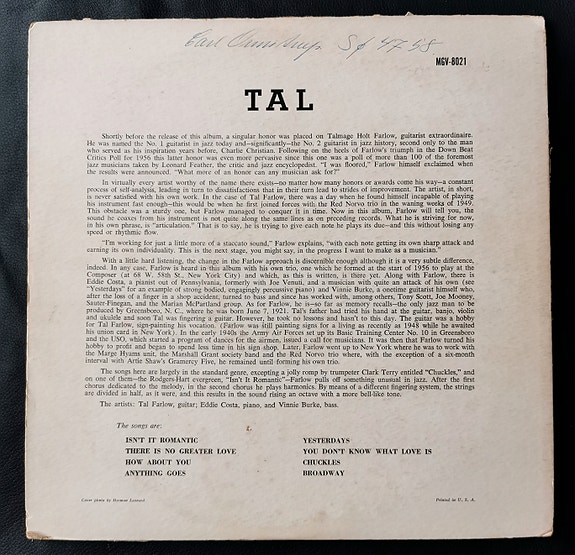 Earl
MGV-8021
TAL
Shortly before the release of this album, a singular honor was placed on Talmage Holt Farlow, guitarist extraordinaire.
He was named the No. 1 guitarist in jazz today and—significantly—the No. 2 guitarist in jazz history, second only to the man
who served as his inspiration years before, Charlie Christian. Following on the heels of Farlow's triumph in the Down Beat
Critics Poll for 1956 this latter honor was even more pervasive since this one was a poll of more than 100 of the foremost
jazz musicians taken by Leonard Feather, the critic and jazz encyclopedist. "I was floored," Farlow himself exclaimed when
the results were announced. "What more of an honor can any musician ask for?"
In virtually every artist worthy of the name there exists—no matter how many honors or awards come his way—a constant
process of self-analysis, leading it turn to dissatisfactions that in their turn lead to strides of improvement. The artist, in short,
is never satisfied with his own work. In the case of Tal Farlow, there was a day when he found himself incapable of playing
his instrument fast enough—this would be when he first joined forces with the Red Norvo trio in the waning weeks of 1949.
This obstacle was a sturdy one, but Farlow managed to conquer it in time. Now in this album, Farlow will tell you, the
sound he coaxes from his instrument is not quite along the same lines as on preceding records. What he is striving for now,
in his own phrase, is "articulation." That is to say, he is trying to give each note he plays its due—and this without losing any
speed or rhythmic flow.
"I'm working for just a little more of a staccato sound," Farlow explains, "with each note getting its own sharp attack and
earning its own individuality. This is the next stage, you might say, in the progress I want to make as a musician."
With a little hard listening, the change in the Farlow approach is discernible enough although it is a very subtle difference,
indeed. In any case, Farlow is heard in this album with his own trio, one which he formed at the start of 1956 to play at the
Composer (at 68 W. 58th St., New York City) and which, as this is written, is there yet. Along with Farlow, there is
Eddie Costa, a pianist out of Pennsylvania, formerly with Joe Venuti, and a musician with quite an attack of his own (see
"Yesterdays" for an example of strong bodied, engagingly percussive piano) and Vinnie Burke, a onetime guitarist himself who,
after the loss of a finger in a shop accident, turned to bass and since has worked with, among others, Tony Scott, Joe Mooney,
Sauter-Finegan, and the Marian McPartland group. As for Farlow, he is—so far as memory recalls—the only jazz man to be
produced by Greensboro, N. C., where he was born June 7, 1921. Tal's father had tried his hand at the guitar, banjo, violin
and ukulele and soon Tal was fingering a guitar. However, he took no lessons and hasn't to this day. The guitar was a hobby
for Tal Farlow, sign-painting his vocation. (Farlow was still painting signs for a living as recently as 1948 while he awaited
his union card in New York). In the early 1940s the Army Air Forces set up its Basic Training Center No. 10 in Greensboro
and the USO, which started a program of dances for the airmen, issued a call for musicians. It was then that Farlow turned his
hobby to profit and began to spend less time in his sign shop. Later, Farlow went up to New York where he was to work with
the Marge Hyams unit, the Marshall Grant society band and the Red Norvo trio where, with the exception of a six-month
interval with Artie Shaw's Gramercy Five, he remained until forming his own trio.
The songs here are largely in the standard genre, excepting a jolly romp by trumpeter Clark Terry entitled "Chuckles," and
on one of them—the Rodgers-Hart evergreen, "Isn't It Romantic"—Farlow pulls off something unusual in jazz. After the first
chorus dedicated to the melody, in the second chorus he plays harmonics. By means of a different fingering system, the strings
are divided in half, as it were, and this results in the sound rising an octave with a more bell-like tone.
The artists: Tal Farlow, guitar; Eddie Costa, piano, and Vinnie Burke, bass.
The songs are:
ISN'T IT ROMANTIC
THERE IS NO GREATER LOVE
HOW ABOUT YOU
ANYTHING GOES
YESTERDAYS
YOU DON'T KNOW WHAT LOVE IS
CHUCKLES
BROADWAY
Cover photo by Herman Leonard
Printed in U. S. A.